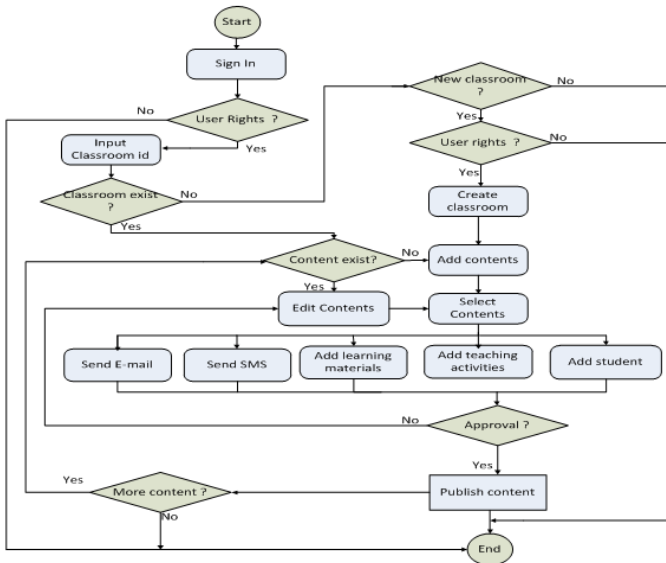 Start
Sign In
New classroom
?
No
No
User Rights ?
Yes
Input
Classroom id
Yes
User rights ?
No
Classroom exist
?
No
Yes
Create
classroom
Yes
Content exist?
No
Add contents
Yes
Edit Contents
Select
Contents
Send E-mail
Send SMS
Add learning
materials
Add teaching
activities
Add student
No
Approval ?
Yes
Yes
More content ?
Publish content
No
End